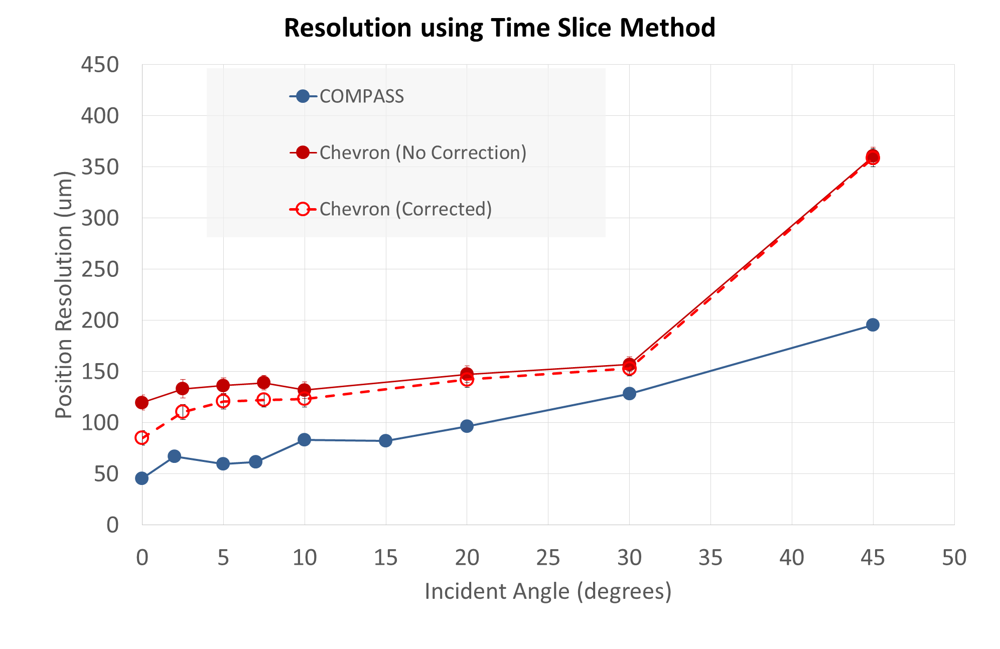 Resolution using Time Slice Method
450
400
350
300
250
200
150
100
50
0
Position Resolution (um)
COMPASS
Chevron (No Correction)
Chevron (Corrected)
0 5 10 15 20 25 30 35 40 45 50
Incident Angle (degrees)